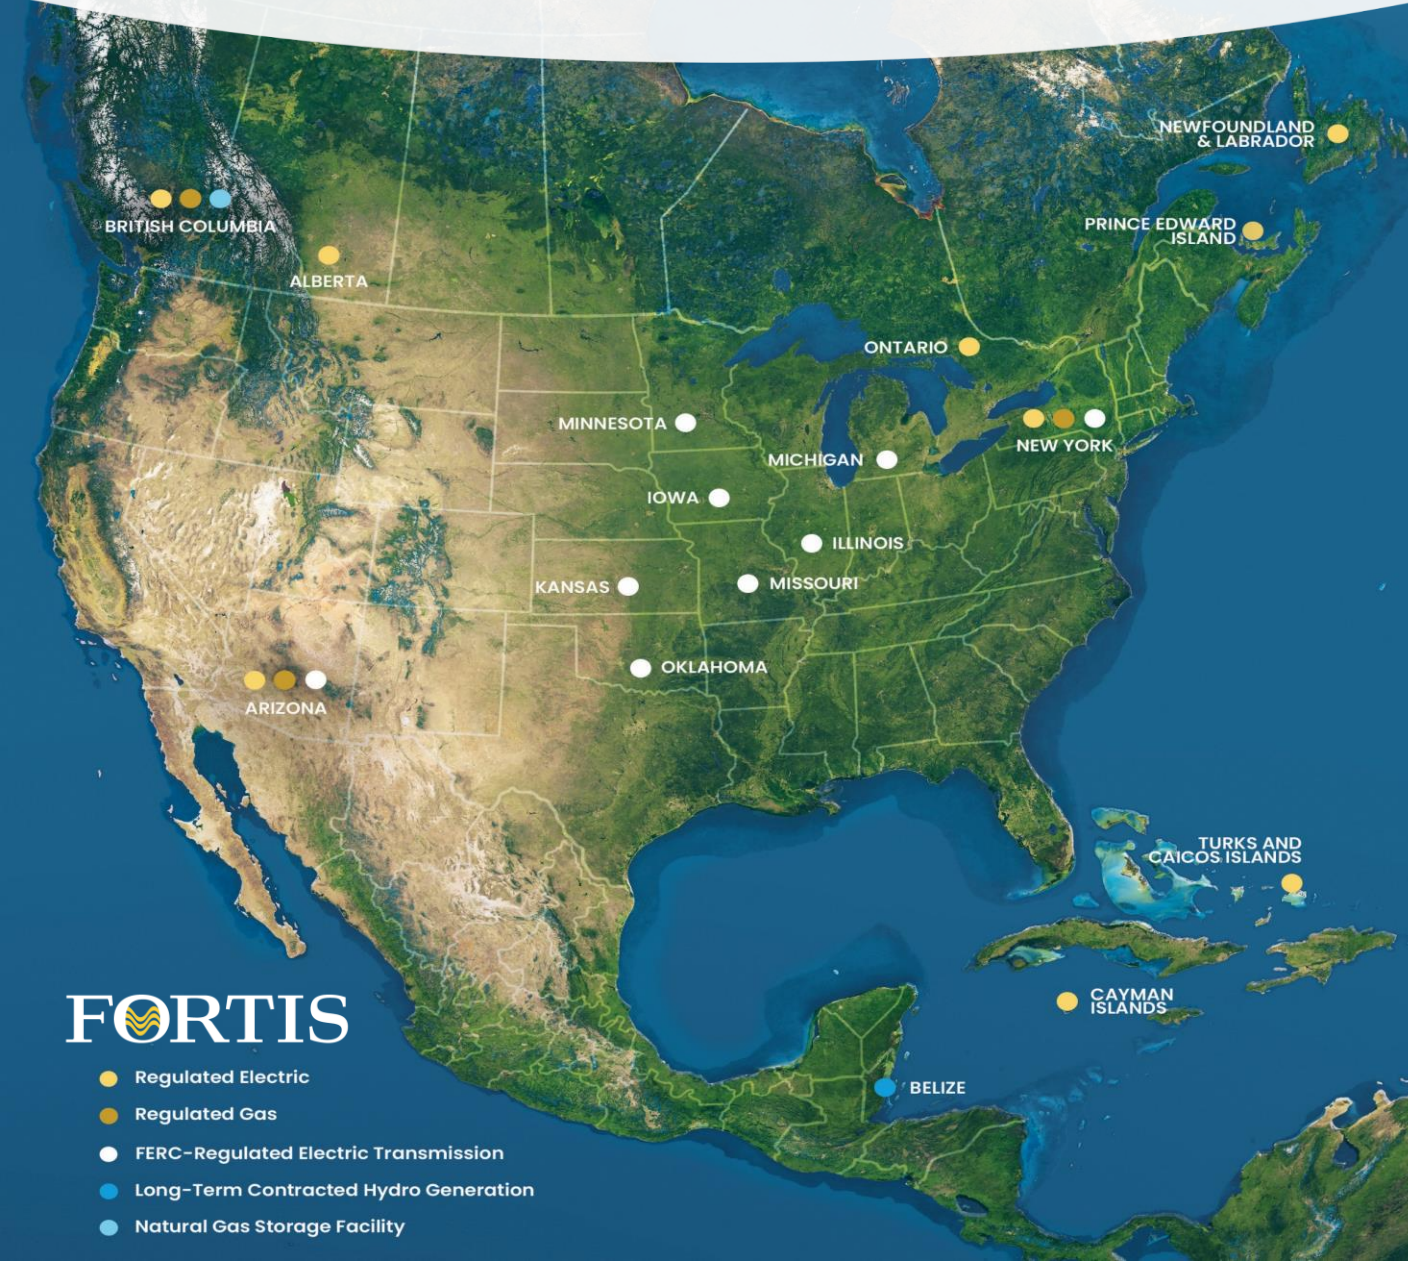 NEWFOUNDLAND
& LABRADOR
BRITISH COLUMBIA
PRINCE EDWARD
ISLAND
ALBERTA
ONTARIO
MINNESOTA
NEW YORK
MICHIGAN
IOWA
ILLINOIS
KANSAS
MISSOURI
OKLAHOMA
ARIZONA
TURKS AND
CAICOS ISLANDS
CAYMAN
ISLANDS
BELIZE
FORTIS
Regulated Electric
Regulated Gas
FERC-Regulated Electric Transmission
Long-Term Contracted Hydro Generation
Natural Gas Storage Facility